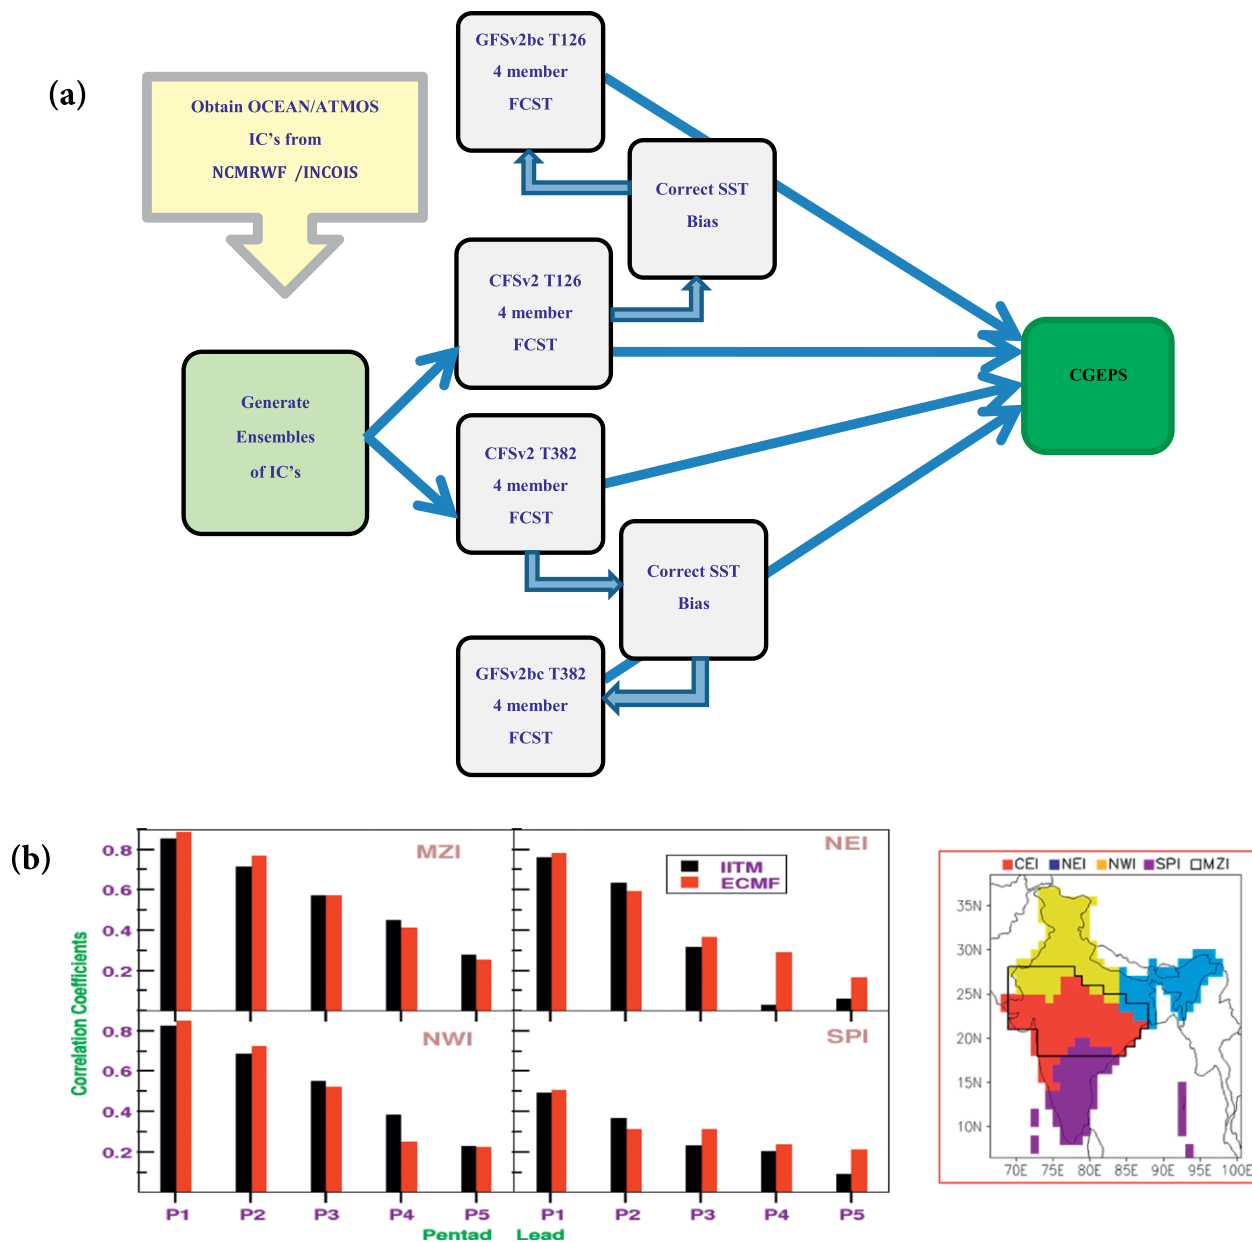 (a)
Obtain OCEAN/ATMOS
IC's from
NCMRWF /INCOIS
GFSv2bc T126
4 member
FCST
Correct SST
Bias
CFSv2 T126
4 member
FCST
Generate
Ensembles
of IC's
CFSv2 T382
4 member
FCST
CGEPS
Correct SST
Bias
GFSv2bc T382
4 member
FCST
(b)
Correlation Coefficients
MZI
0.8
0.6
0.4
0.2
NEI
IITM
ECMF
NWI
0.8
0.6
0.4
0.2
SPI
P1 P2 P3 P4 P5 P1 P2 P3 P4 P5
Pentad Lead
CEI NEI NWI SPI MZI
35N
30N
25N
20N
15N
10N
70E 75E 80E 85E 90E 95E 100E